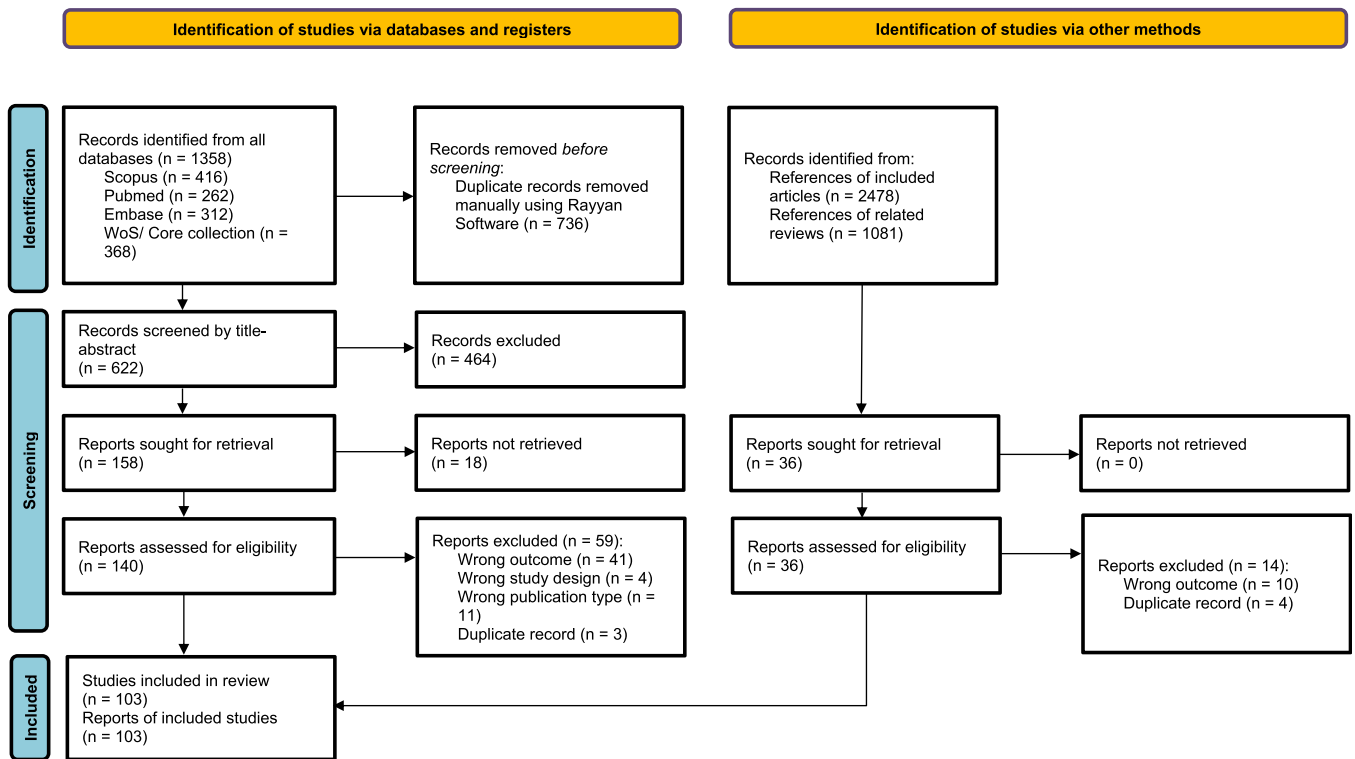 Identification of studies via databases and registers
Identification of studies via other methods
Identification
Records identified from all
databases (n = 1358)
Scopus (n = 416)
Pubmed (n = 262)
Embase (n = 312)
WoS/ Core collection (n =
368)
Records removed before
screening:
Duplicate records removed
manually using Rayyan
Software (n = 736)
Records identified from:
References of included
articles (n = 2478)
References of related
reviews (n = 1081)
Screening
Records screened by title-
abstract
(n = 622)
Records excluded
(n = 464)
Reports sought for retrieval
(n = 158)
Reports not retrieved
(n = 18)
Reports sought for retrieval
(n = 36)
Reports not retrieved
(n = 0)
Reports assessed for eligibility
(n = 140)
Reports excluded (n = 59):
Wrong outcome (n = 41)
Wrong study design (n = 4)
Wrong publication type (n =
11)
Duplicate record (n = 3)
Reports assessed for eligibility
(n = 36)
Reports excluded (n = 14):
Wrong outcome (n = 10)
Duplicate record (n = 4)
Included
Studies included in review
(n = 103)
Reports of included studies
(n = 103)